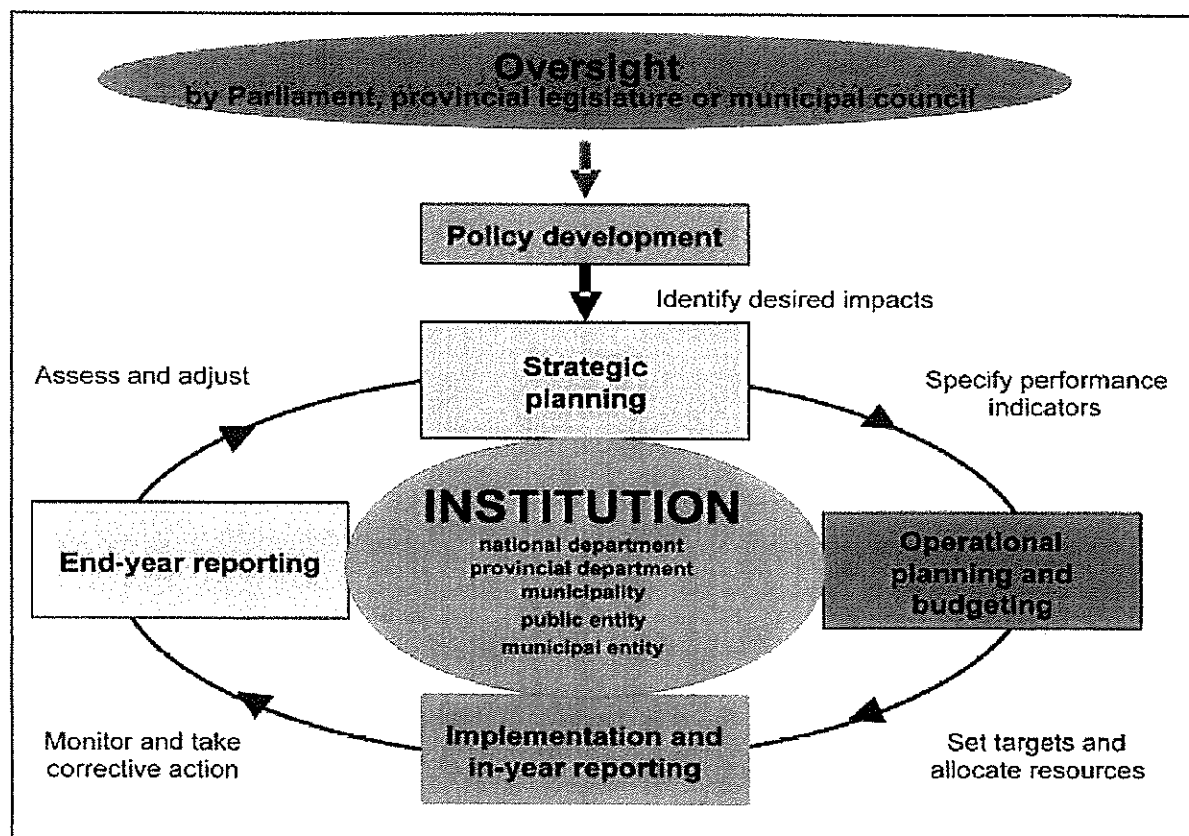 Oversight
by Parliament, provincial legislature or municipal council
Policy development
Identify desired impacts
Strategic
planning
Assess and adjust
Specify performance
indicators
INSTITUTION
national department
provincial department
municipality
public entity
municipal entity
End-year reporting
Operational
planning and
budgeting
Implementation and
in-year reporting
Monitor and take
corrective action
Set targets and
allocate resources